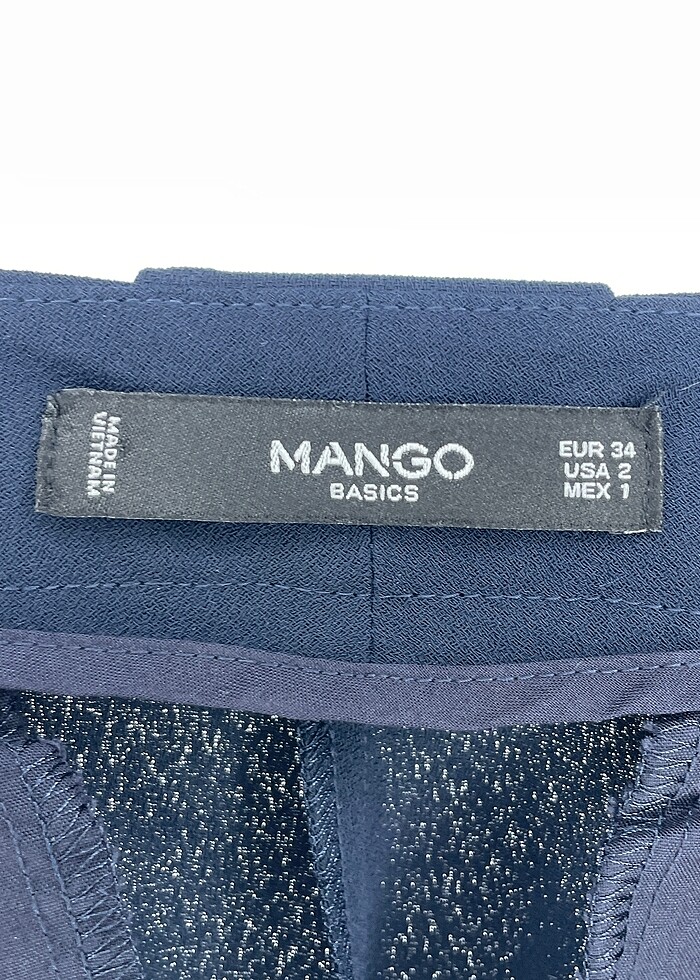 MADE IN
VIETNAM
MANGO
BASICS
EUR 34
USA 2
MEX 1